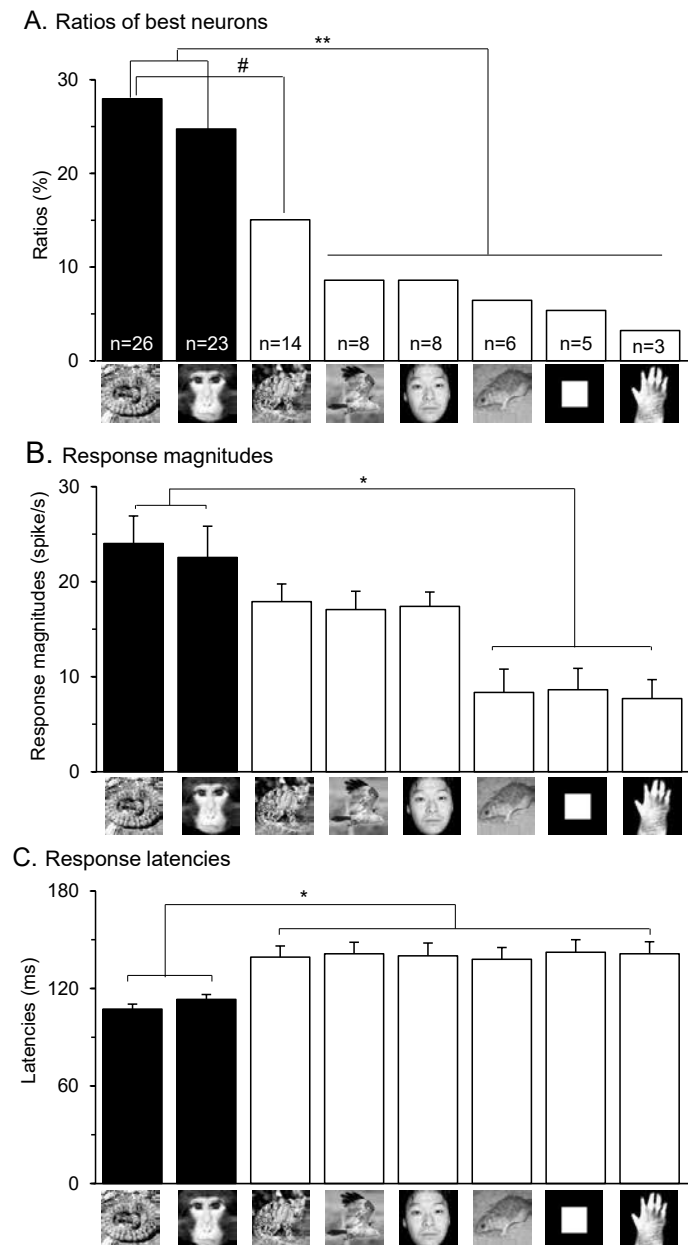 A. Ratios of best neurons
**
#
30
20
10
0
Ratios (%)
n=26 n=23 n=14 n=8 n=8 n=6 n=5 n=3
B. Response magnitudes
*
30
20
10
0
Response magnitudes (spike/s)
C. Response latencies
*
180
120
60
0
Latencies (ms)